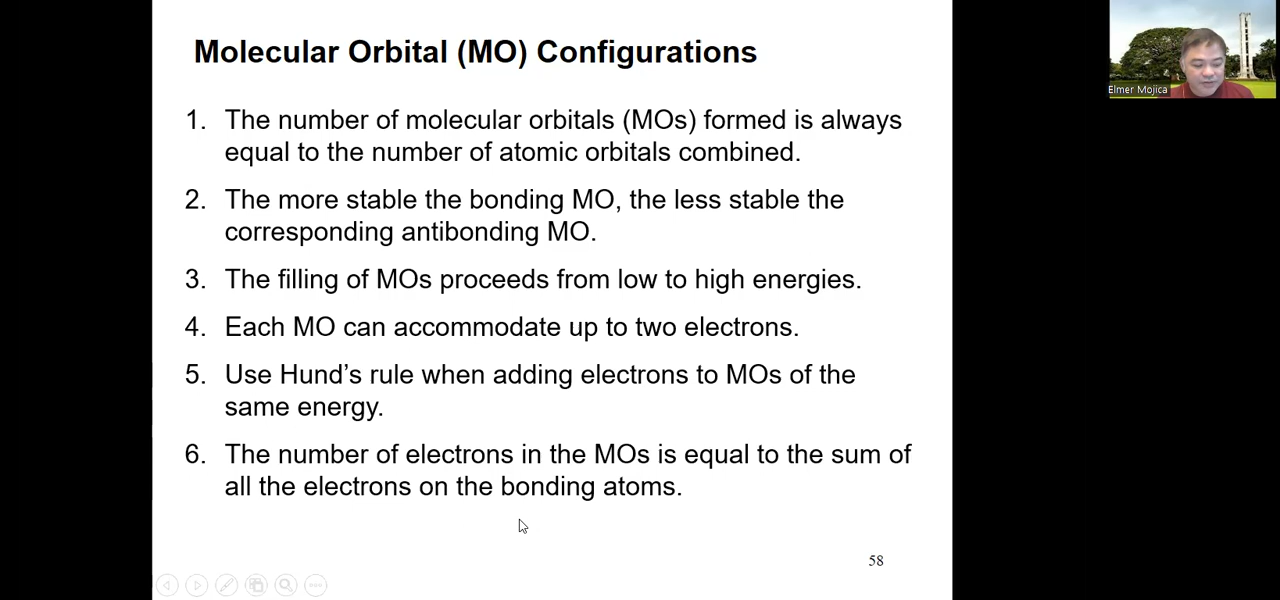 Molecular Orbital (MO) Configurations
1. The number of molecular orbitals (MOs) formed is always
equal to the number of atomic orbitals combined.
2. The more stable the bonding MO, the less stable the
corresponding antibonding MO.
3. The filling of MOs proceeds from low to high energies.
4. Each MO can accommodate up to two electrons.
5. Use Hund’s rule when adding electrons to MOs of the
same energy.
6. The number of electrons in the MOs is equal to the sum of
all the electrons on the bonding atoms.
58
Elmer Mojica